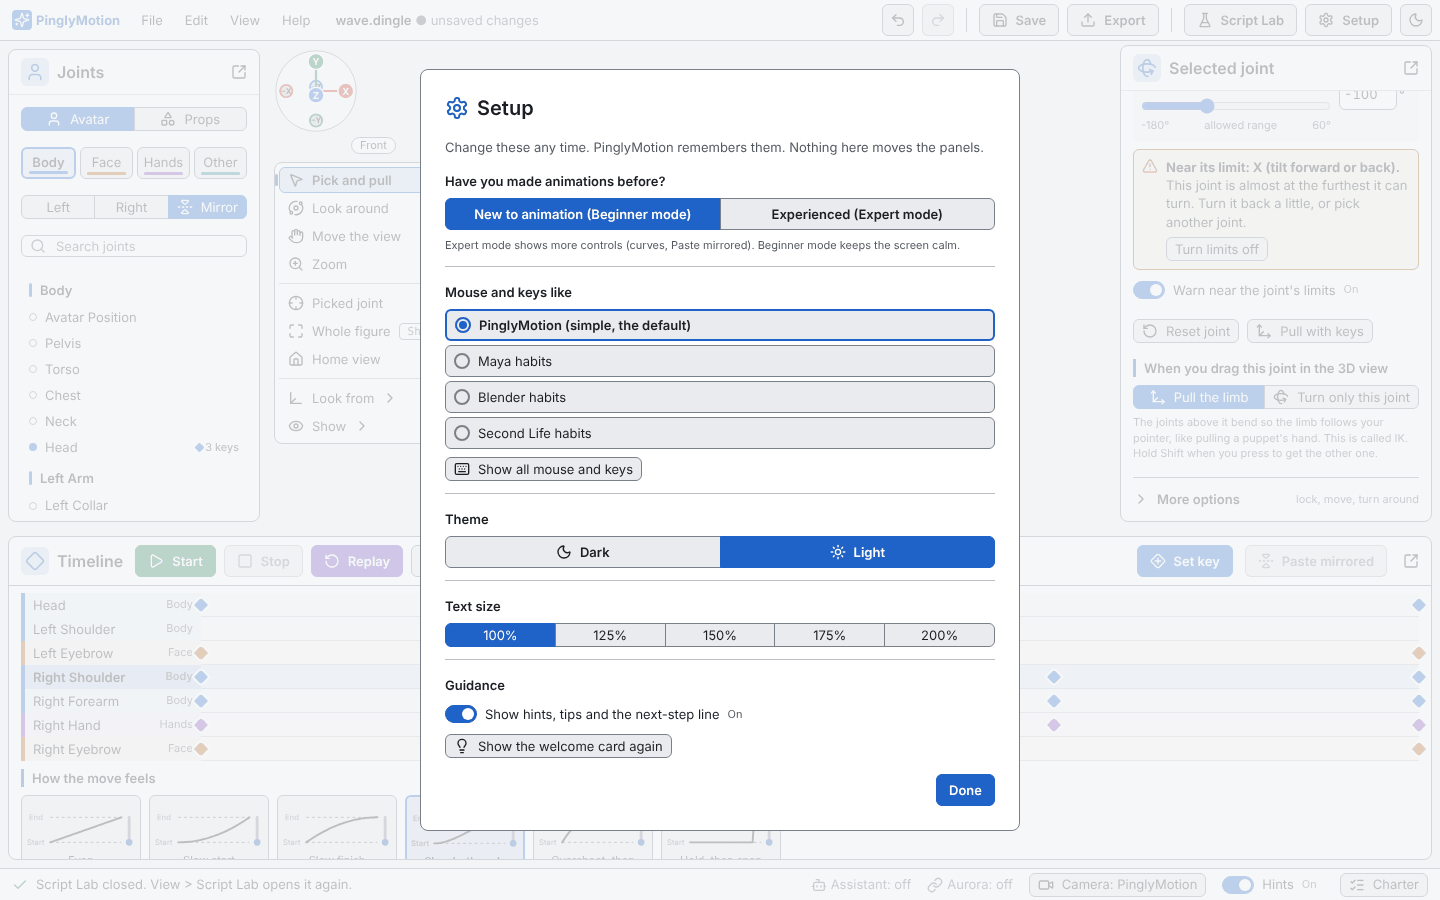 PinglyMotion File Edit View Help wave.dingle unsaved changes Save Export Script Lab Setup
Joints
Avatar Props
Body Face Hands Other
Left Right Mirror
Search joints
Body
Avatar Position
Pelvis
Torso
Chest
Neck
Head 3 keys
Left Arm
Left Collar
Y
-X Z X
-Y
Front
Pick and pull
Look around
Move the view
Zoom
Picked joint
Whole figure Sh
Home view
Look from
Show
Setup
Change these any time. PinglyMotion remembers them. Nothing here moves the panels.
Have you made animations before?
New to animation (Beginner mode) Experienced (Expert mode)
Expert mode shows more controls (curves, Paste mirrored). Beginner mode keeps the screen calm.
Mouse and keys like
PinglyMotion (simple, the default)
Maya habits
Blender habits
Second Life habits
Show all mouse and keys
Theme
Dark Light
Text size
100% 125% 150% 175% 200%
Guidance
Show hints, tips and the next-step line On
Show the welcome card again
Done
Selected joint
-100 °
-180° allowed range 60°
Near its limit: X (tilt forward or back).
This joint is almost at the furthest it can
turn. Turn it back a little, or pick
another joint.
Turn limits off
Warn near the joint's limits On
Reset joint Pull with keys
When you drag this joint in the 3D view
Pull the limb Turn only this joint
The joints above it bend so the limb follows your
pointer, like pulling a puppet's hand. This is called IK.
Hold Shift when you press to get the other one.
More options lock, move, turn around
Timeline Start Stop Replay Set key Paste mirrored
Head Body
Left Shoulder Body
Left Eyebrow Face
Right Shoulder Body
Right Forearm Body
Right Hand Hands
Right Eyebrow Face
How the move feels
End End End En
Start Start Start Start Start Start
Script Lab closed. View > Script Lab opens it again. Assistant: off Aurora: off Camera: PinglyMotion Hints On Charter